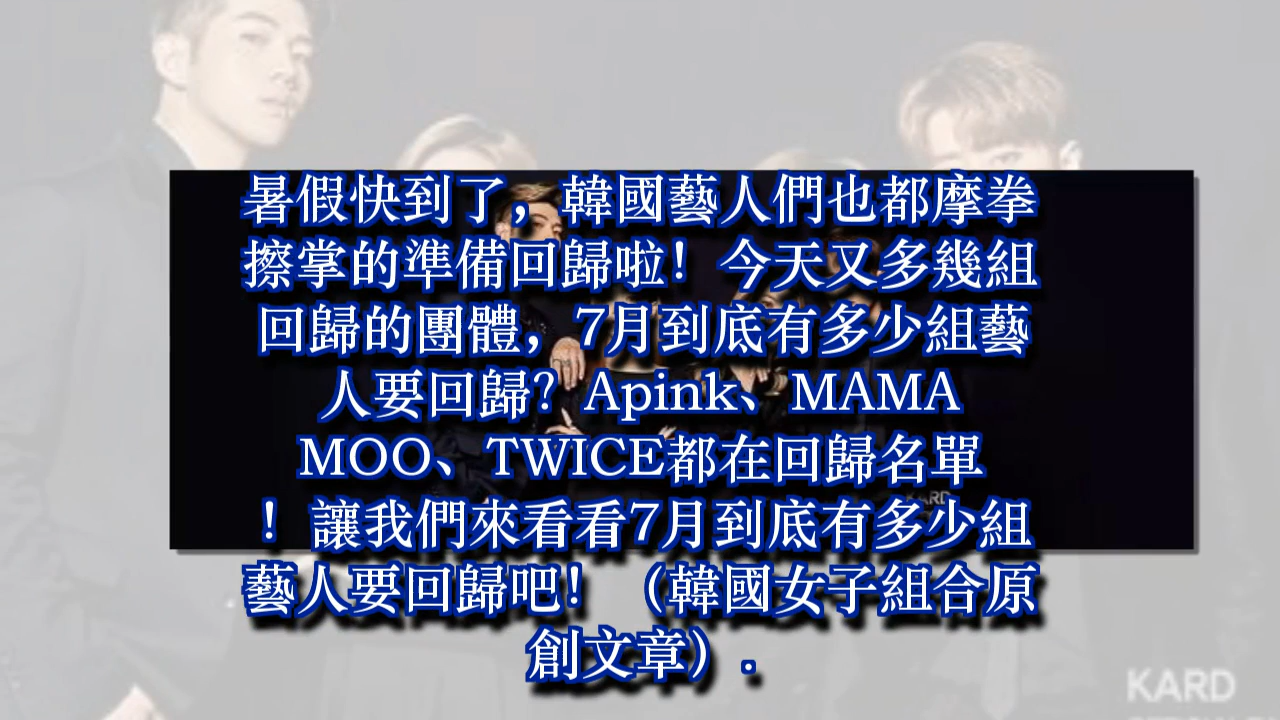 暑假快到了，韓國藝人們也都摩拳
擦掌的準備回歸啦！今天又多幾組
回歸的團體，7月到底有多少組藝
人要回歸？Apink、MAMA
MOO、TWICE都在回歸名單
！讓我們來看看7月到底有多少組
藝人要回歸吧！（韓國女子組合原
創文章）.
KARD
KARD